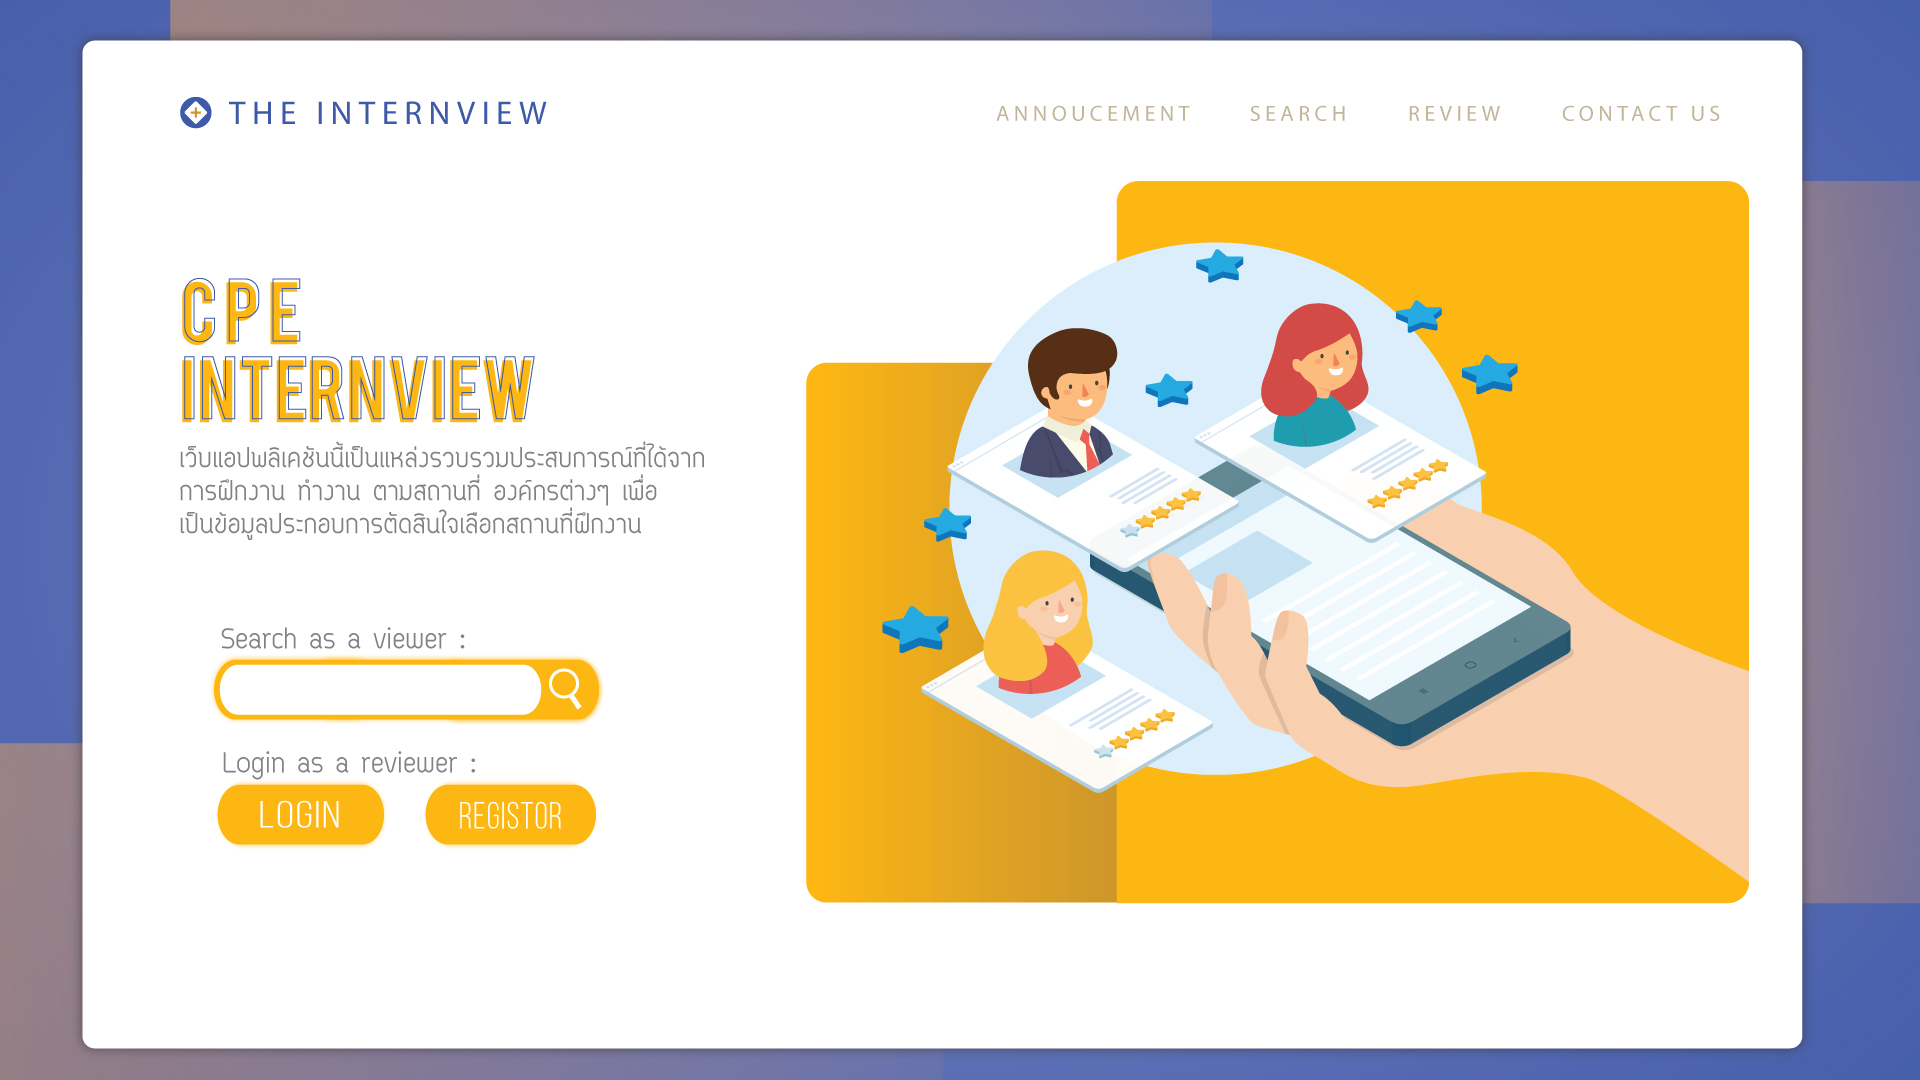 THE INTERNVIEW
ANNOUCEMENT SEARCH REVIEW CONTACT US
CPE
INTERNVIEW
เว็บแอปพลิเคชันนี้เป็นแหล่งรวบรวมประสบการณ์ที่ได้จาก
การฝึกงาน ทำงาน ตามสถานที่ องค์กรต่างๆ เพื่อ
เป็นข้อมูลประกอบการตัดสินใจเลือกสถานที่ฝึกงาน
Search as a viewer :
Login as a reviewer :
LOGIN REGISTOR